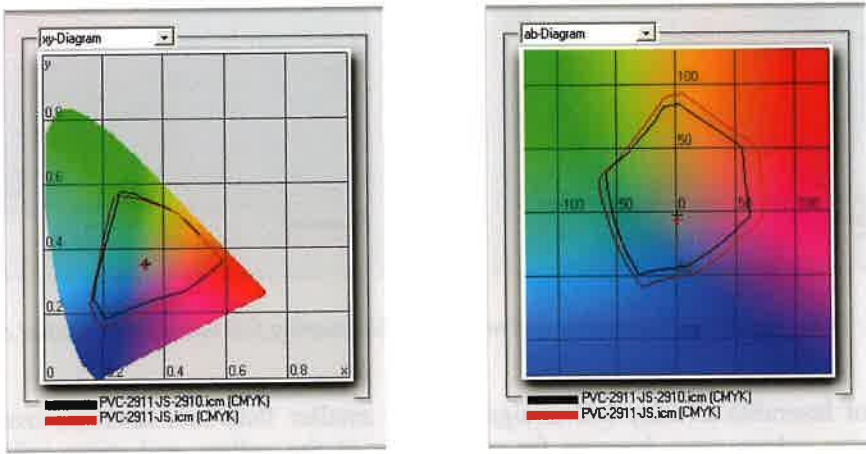 xy-Diagram
y
0.8
0.6
0.4
0.2
0 0.2 0.4 0.6 0.8 x
PVC-2911-JS-2910.icm (CMYK)
PVC-2911-JS.icm (CMYK)
ab-Diagram
100
50
-100 -50 0 50 100
PVC-2911-JS-2910.icm (CMYK)
PVC-2911-JS.icm (CMYK)